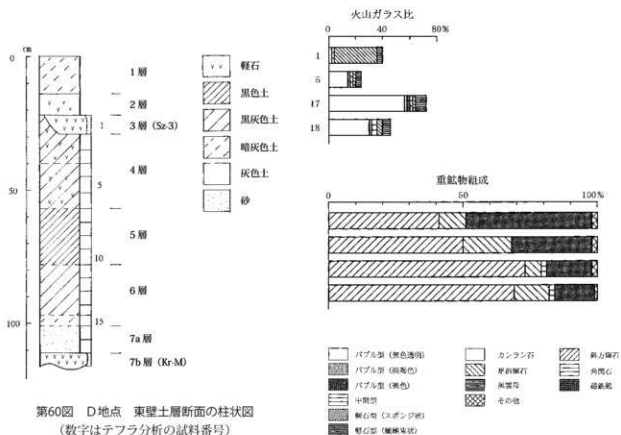 cm
0
50
100
1層
2層
3層 (Sz-3)
4層
5層
6層
7a 層
7b 層 (Kr-M)
1
5
10
15
軽石
黒色土
黒灰色土
暗灰色土
灰色土
砂
第60図 D地点 東壁土層断面の柱状図
(数字はテフラ分析の試料番号)
火山ガラス比
0 40 80%
1
5
17
18
重鉱物組成
0 50 100%
バブル型 (無色透明)
バブル型 (淡褐色)
バブル型 (褐色)
中間型
軽石型 (スポンジ状)
軽石型 (繊維束状)
カンラン石
単斜輝石
黒雲母
その他
斜方輝石
角閃石
磁鉄鉱